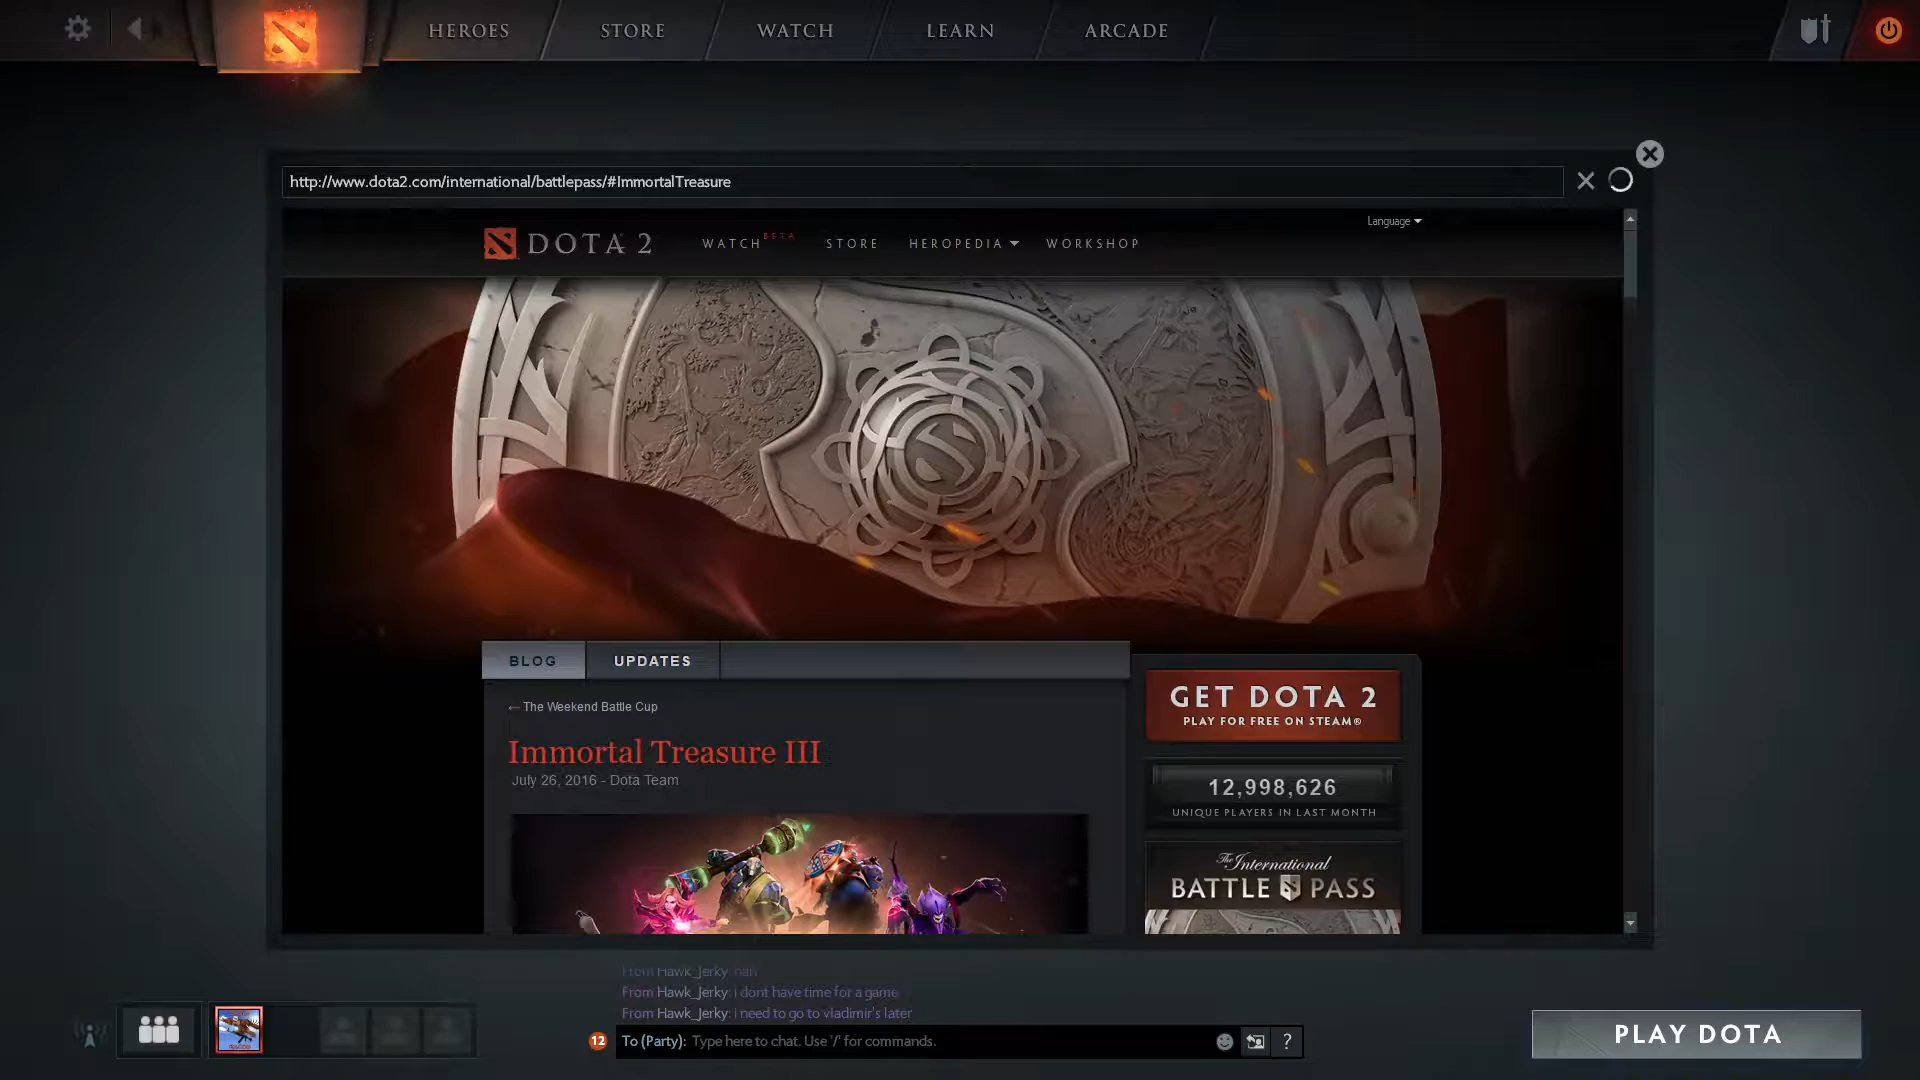 HEROES
STORE
WATCH
LEARN
ARCADE
http://www.dota2.com/international/battlepass/#ImmortalTreasure
Language
DOTA 2
WATCH BETA
STORE
HEROPEDIA
WORKSHOP
BLOG
UPDATES
← The Weekend Battle Cup
Immortal Treasure III
July 26, 2016 - Dota Team
GET DOTA 2
PLAY FOR FREE ON STEAM®
12,998,626
UNIQUE PLAYERS IN LAST MONTH
The International
BATTLE PASS
From Hawk_Jerky: nah
From Hawk_Jerky: i dont have time for a game
From Hawk_Jerky: i need to go to vladimir's later
12
To (Party): Type here to chat. Use '/' for commands.
?
PLAY DOTA